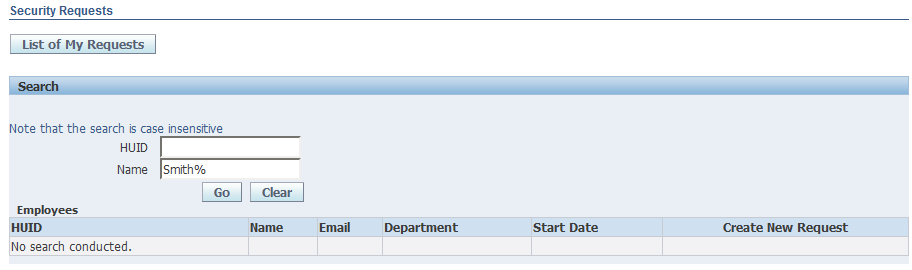 Security Requests
List of My Requests
Search
Note that the search is case insensitive
HUID
Name Smith%
Go Clear
Employees
HUID Name Email Department Start Date Create New Request
No search conducted.